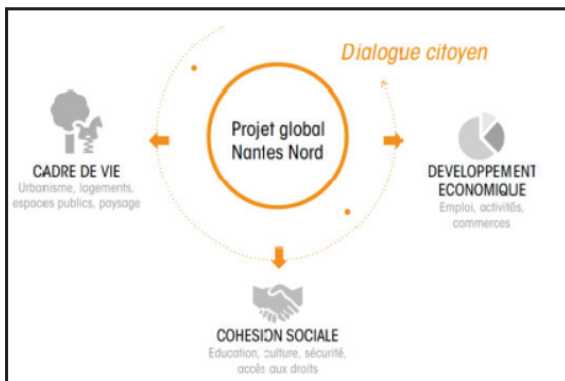 Dialogue citoyen
Projet global
Nantes Nord
CADRE DE VIE
Urbanisme, logements,
espaces publics, paysage
DEVELOPPEMENT
ECONOMIQUE
Emploi, activités,
commerces
COHESION SOCIALE
Education, culture, sécurité,
accès aux droits